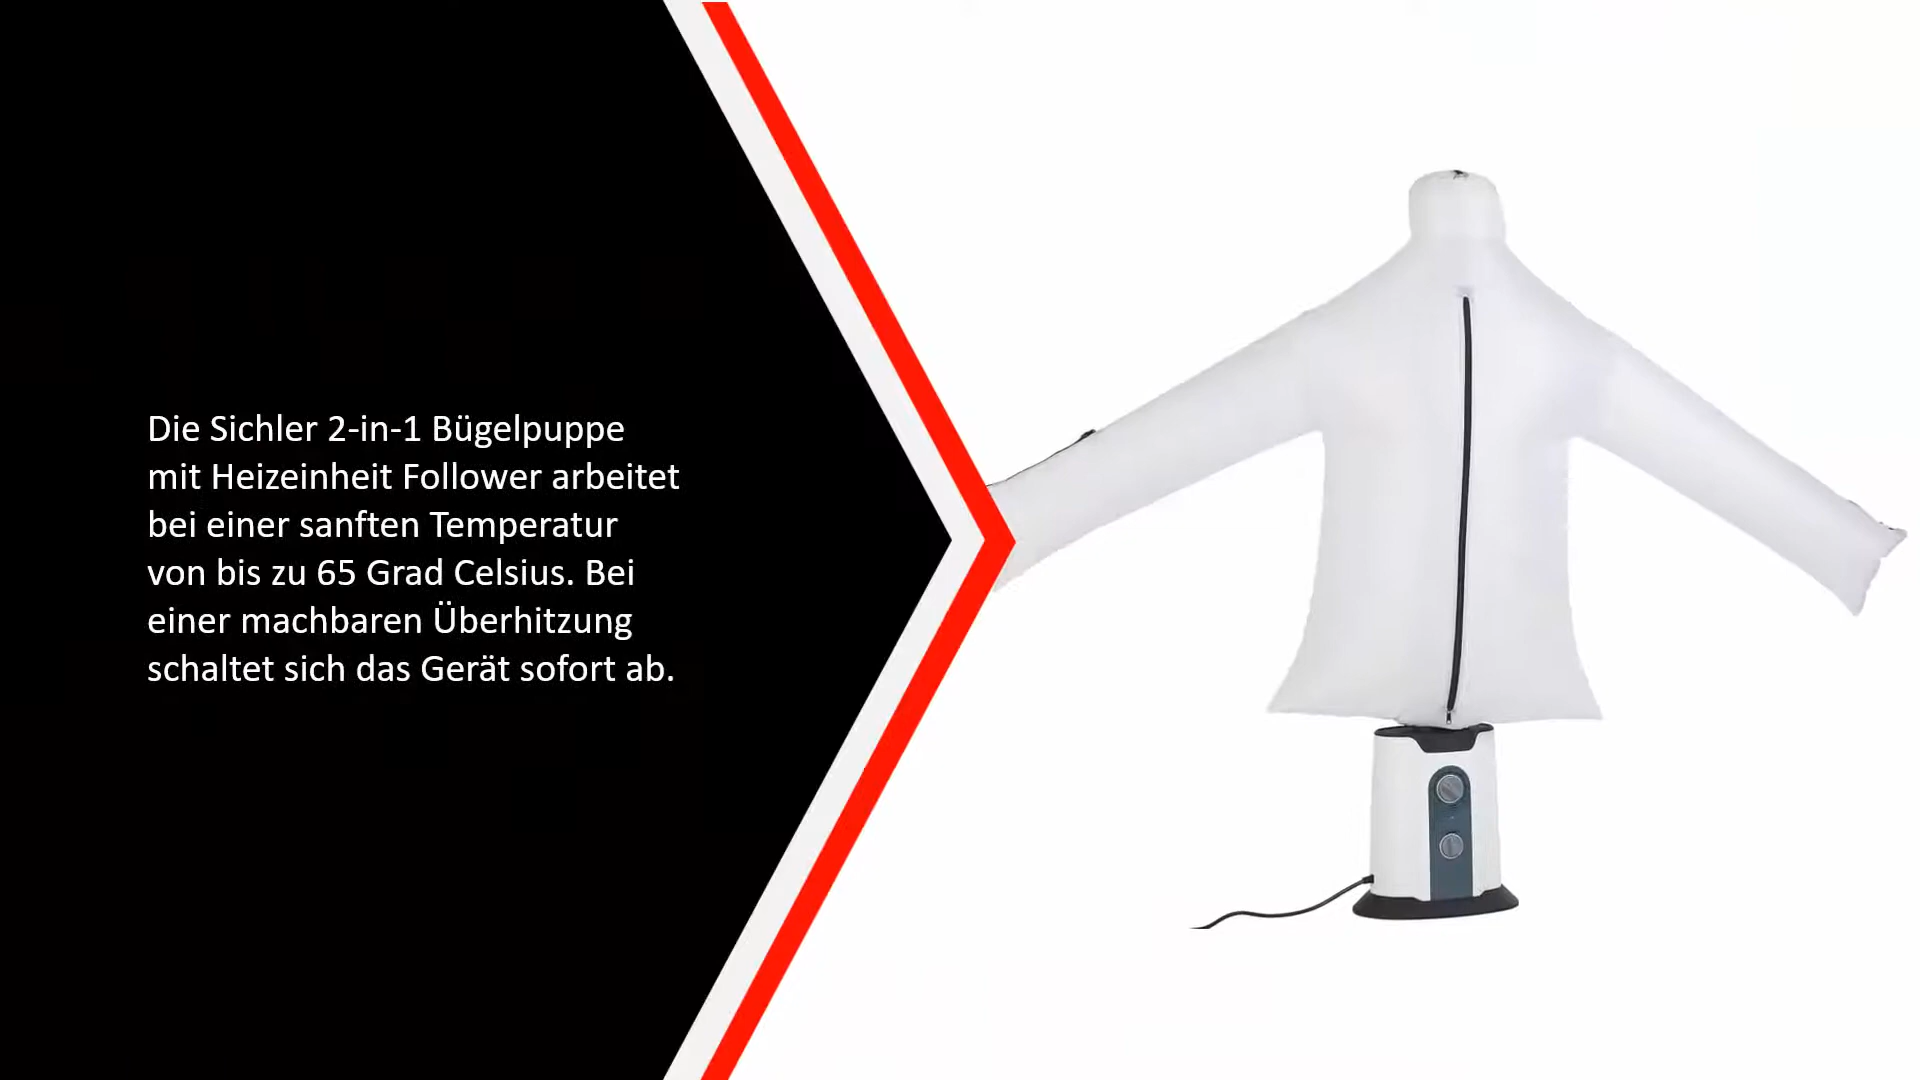 Die Sichler 2-in-1 Bügelpuppe
mit Heizeinheit Follower arbeitet
bei einer sanften Temperatur
von bis zu 65 Grad Celsius. Bei
einer machbaren Überhitzung
schaltet sich das Gerät sofort ab.